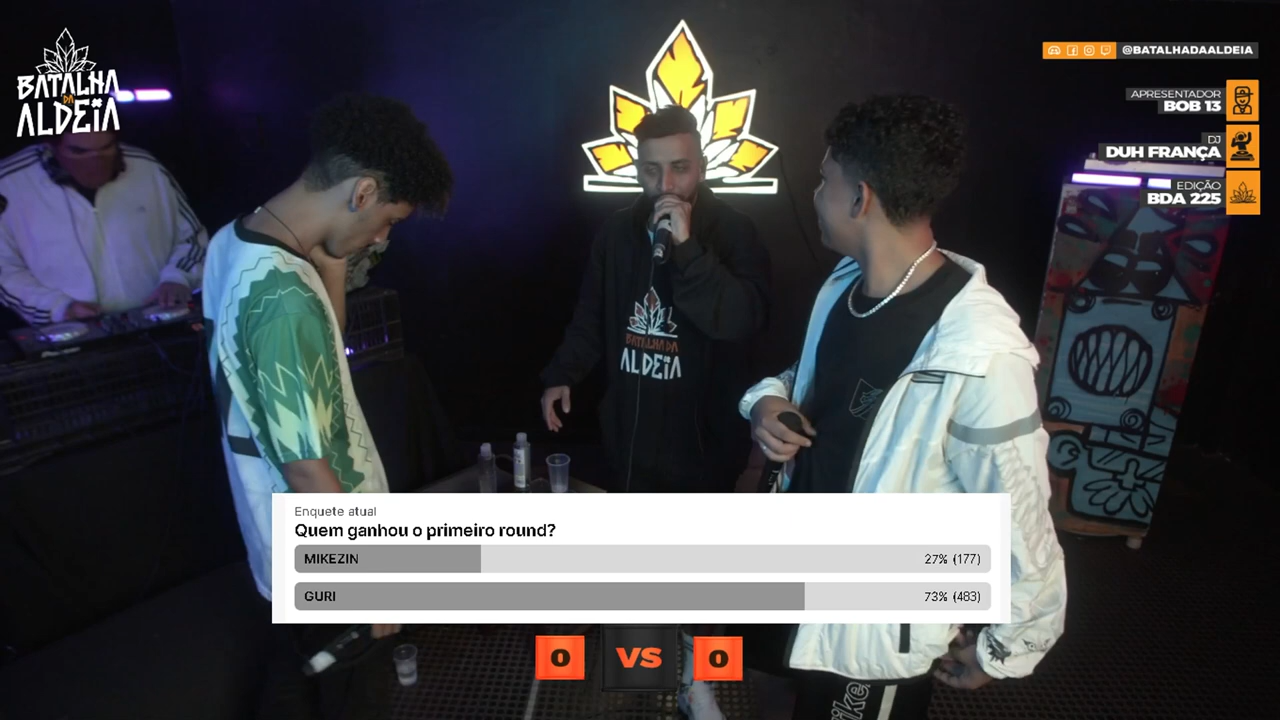 BATALHA
DA
ALDEIA
@BATALHADAALDEIA
APRESENTADOR
BOB 13
DJ
DUH FRANÇA
EDIÇÃO
BDA 225
BATALHA DA
ALDEIA
Enquete atual
Quem ganhou o primeiro round?
MIKEZIN
27% (177)
GURI
73% (483)
0 VS 0